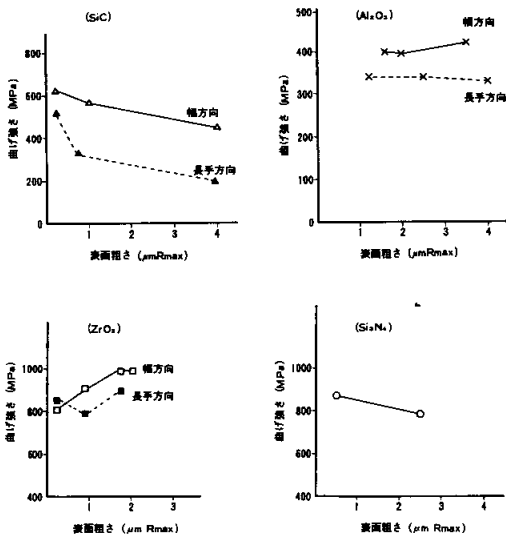 (SiC)
800
600
400
200
0
曲げ強さ (MPa)
幅方向
長手方向
1
2
3
4
表面粗さ (μmRmax)
(Al₂O₃)
500
400
300
200
100
0
曲げ強さ (MPa)
幅方向
長手方向
1
2
3
4
表面粗さ (μmRmax)
(ZrO₂)
1000
800
600
400
曲げ強さ (MPa)
幅方向
長手方向
1
2
3
表面粗さ (μm Rmax)
(Si₃N₄)
1000
800
600
400
曲げ強さ (MPa)
1
2
3
4
表面粗さ (μm Rmax)